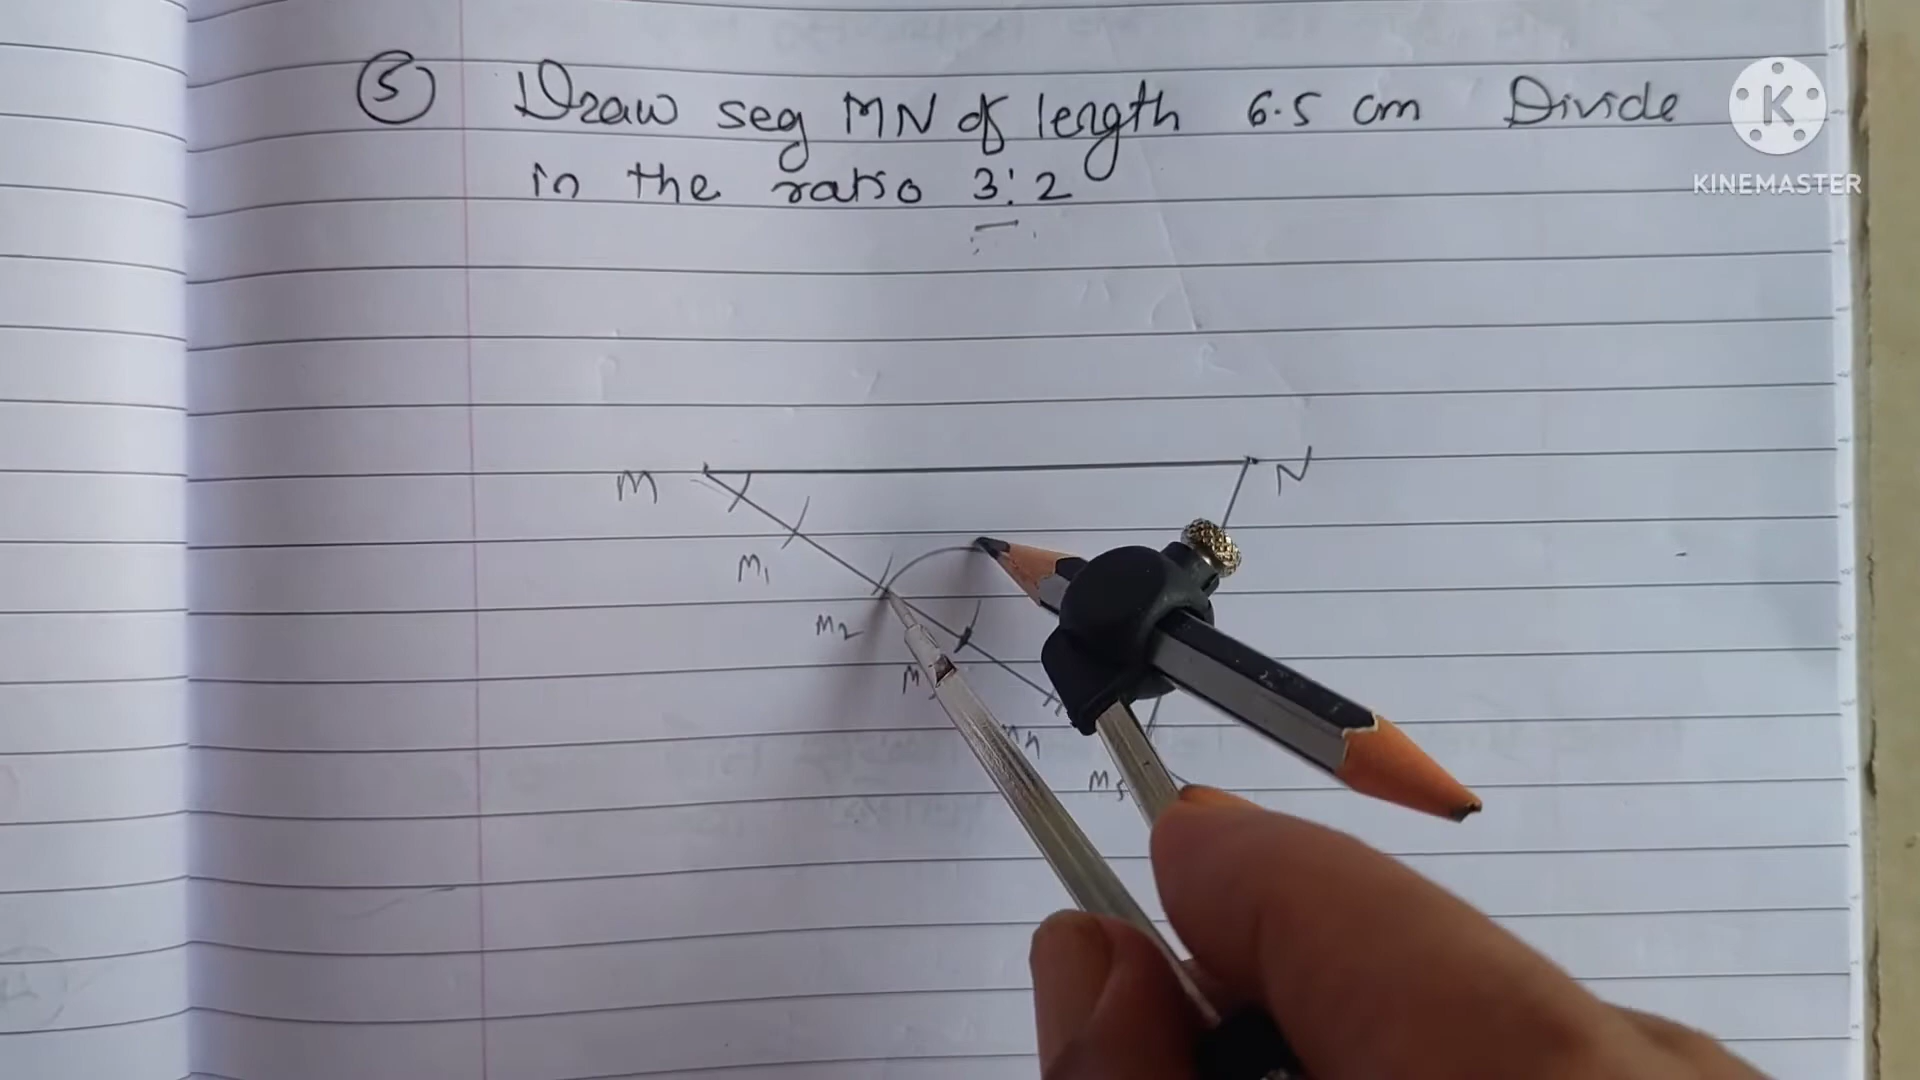 5 Draw seg MN of length 6.5 cm Divide
in the ratio 3:2
KINEMASTER
M
N
M1
M2
M
M5